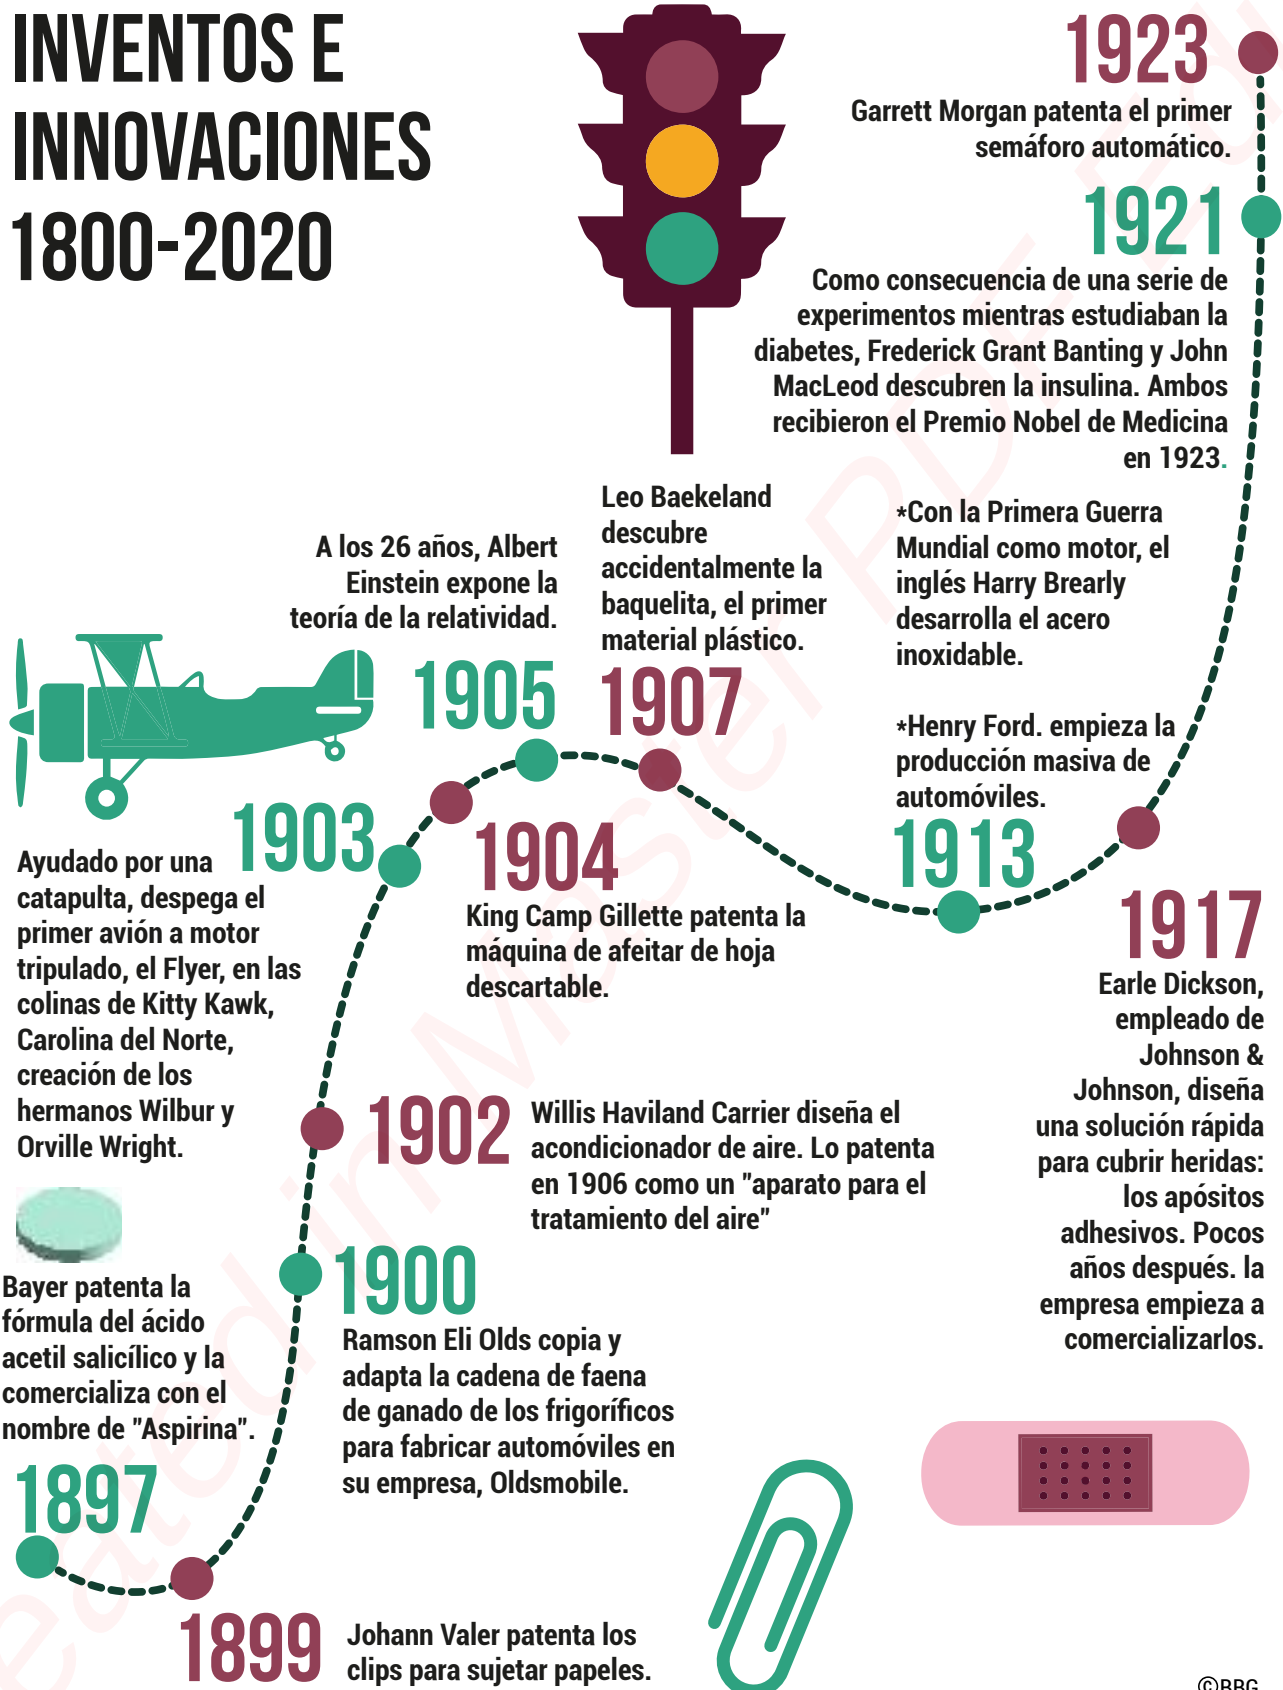 INVENTOS E
INNOVACIONES
1800-2020
1923
Garrett Morgan patenta el primer
semáforo automático.
1921
Como consecuencia de una serie de
experimentos mientras estudiaban la
diabetes, Frederick Grant Banting y John
MacLeod descubren la insulina. Ambos
recibieron el Premio Nobel de Medicina
en 1923.
*Con la Primera Guerra
Mundial como motor, el
inglés Harry Brearly
desarrolla el acero
inoxidable.
*Henry Ford. empieza la
producción masiva de
automóviles.
1913
Leo Baekeland
descubre
accidentalmente la
baquelita, el primer
material plástico.
1907
A los 26 años, Albert
Einstein expone la
teoría de la relatividad.
1905
1903
Ayudado por una
catapulta, despega el
primer avión a motor
tripulado, el Flyer, en las
colinas de Kitty Kawk,
Carolina del Norte,
creación de los
hermanos Wilbur y
Orville Wright.
1904
King Camp Gillette patenta la
máquina de afeitar de hoja
descartable.
1917
Earle Dickson,
empleado de
Johnson &
Johnson, diseña
una solución rápida
para cubrir heridas:
los apósitos
adhesivos. Pocos
años después. la
empresa empieza a
comercializarlos.
1902
Willis Haviland Carrier diseña el
acondicionador de aire. Lo patenta
en 1906 como un "aparato para el
tratamiento del aire"
1900
Ramson Eli Olds copia y
adapta la cadena de faena
de ganado de los frigoríficos
para fabricar automóviles en
su empresa, Oldsmobile.
Bayer patenta la
fórmula del ácido
acetil salicílico y la
comercializa con el
nombre de "Aspirina".
1897
1899
Johann Valer patenta los
clips para sujetar papeles.
©BBG
eated in Master PDF Ed